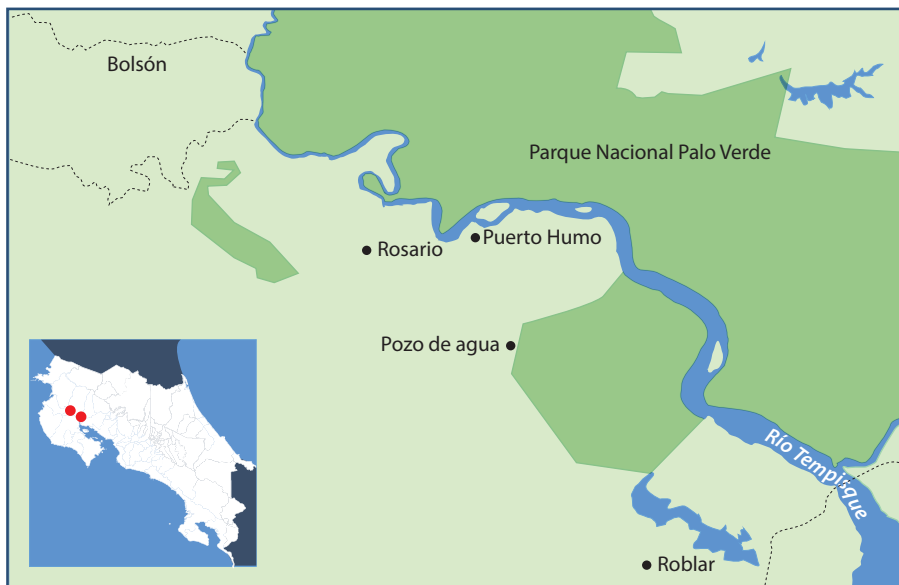 Bolsón
Parque Nacional Palo Verde
Puerto Humo
Rosario
Pozo de agua
Río Tempisque
Roblar